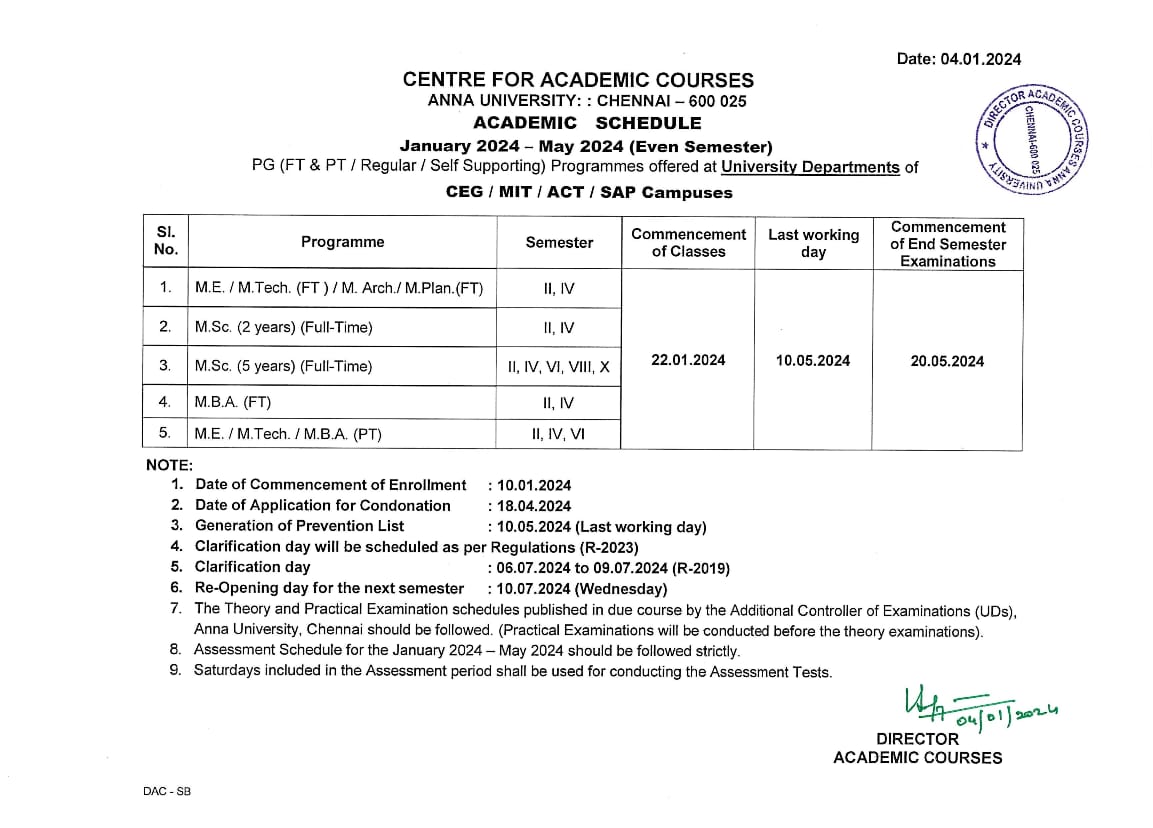 Date: 04.01.2024
CENTRE FOR ACADEMIC COURSES
ANNA UNIVERSITY: : CHENNAI – 600 025
ACADEMIC SCHEDULE
January 2024 – May 2024 (Even Semester)
PG (FT & PT / Regular / Self Supporting) Programmes offered at University Departments of
CEG / MIT / ACT / SAP Campuses
DIRECTOR ACADEMIC COURSES ANNA UNIVERSITY ★
CHENNAI-600 025
Sl. No. Programme Semester Commencement of Classes Last working day Commencement of End Semester Examinations
1. M.E. / M.Tech. (FT ) / M. Arch./ M.Plan.(FT) II, IV
2. M.Sc. (2 years) (Full-Time) II, IV
3. M.Sc. (5 years) (Full-Time) II, IV, VI, VIII, X 22.01.2024 10.05.2024 20.05.2024
4. M.B.A. (FT) II, IV
5. M.E. / M.Tech. / M.B.A. (PT) II, IV, VI
NOTE:
1. Date of Commencement of Enrollment : 10.01.2024
2. Date of Application for Condonation : 18.04.2024
3. Generation of Prevention List : 10.05.2024 (Last working day)
4. Clarification day will be scheduled as per Regulations (R-2023)
5. Clarification day : 06.07.2024 to 09.07.2024 (R-2019)
6. Re-Opening day for the next semester : 10.07.2024 (Wednesday)
7. The Theory and Practical Examination schedules published in due course by the Additional Controller of Examinations (UDs),
Anna University, Chennai should be followed. (Practical Examinations will be conducted before the theory examinations).
8. Assessment Schedule for the January 2024 – May 2024 should be followed strictly.
9. Saturdays included in the Assessment period shall be used for conducting the Assessment Tests.
04/01/2024
DIRECTOR
ACADEMIC COURSES
DAC - SB